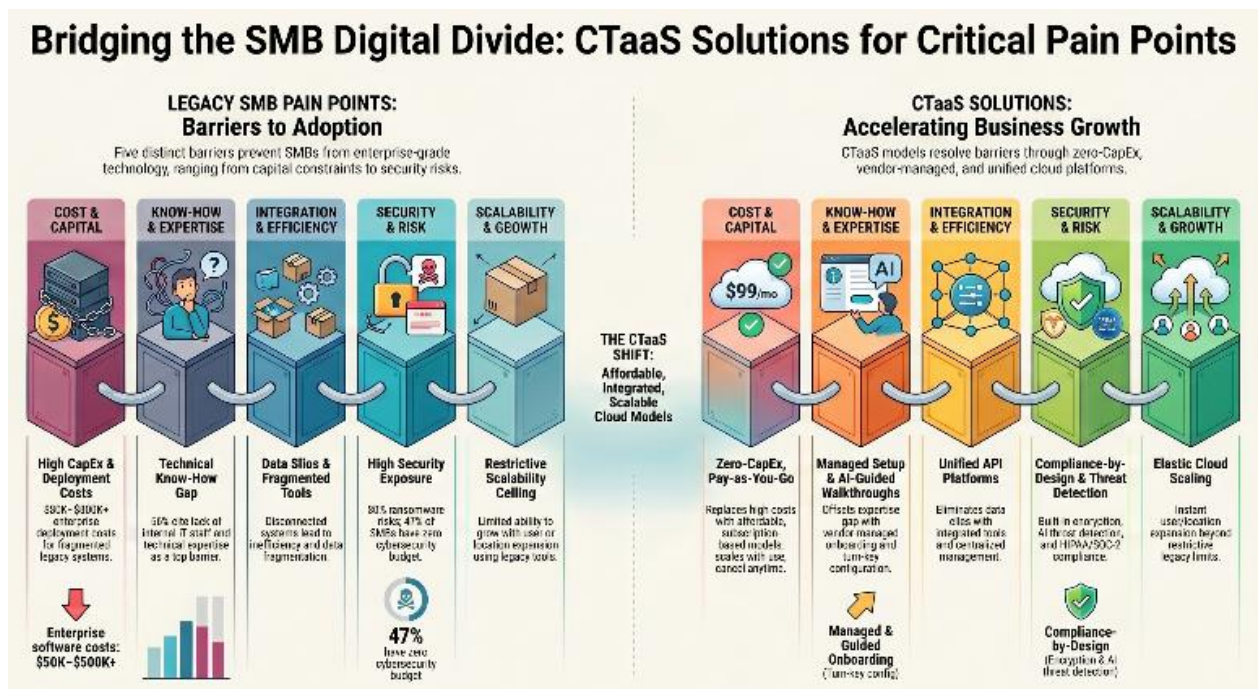 Bridging the SMB Digital Divide: CTaaS Solutions for Critical Pain Points
LEGACY SMB PAIN POINTS:
Barriers to Adoption
Five distinct barriers prevent SMBs from enterprise-grade
technology, ranging from capital constraints to security risks.
COST &
CAPITAL
KNOW-HOW
& EXPERTISE
INTEGRATION
& EFFICIENCY
SECURITY
& RISK
SCALABILITY
& GEOWTH
?
$
High CapEx &
Deployment
Costs
enterprise
deployment costs
for fragmented
legacy systems.
Technical
Know-How
Gap
cite lack of
internal IT staff and
technical expertise
as a top barrier.
Data Slios &
Fragmented
Tools
Disconnected
systems lead to
inefficiency and data
fragmentation.
High Security
Exposure
ransomware
risks; 47% of
SMBs have zero
cybersecurity
budget.
Restrictive
Scalability
Celling
Limited ability to
grow with user or
location expansion
using legacy tools.
Enterprise
software costs:
$50K–$500K+
47%
have zero
cybersecurity
budget
THE CTaaS
SHIFT:
Affordable,
Integrated,
Scalable
Cloud Models
CTaaS SOLUTIONS:
Accelerating Business Growth
CTaaS models resolve barriers through zero-CapEx,
vendor-managed, and unified cloud platforms.
COST &
CAPITAL
KNOW-HOW
& EXPERTISE
INTEGRATION
& EFFICIENCY
SECURITY
& RISK
SCALABILITY
& GROWTH
$99/mo
AI
Zero-CapEx,
Pay-as-You-Go
Replaces high costs
with affordable,
subscription-
based models,
scales with use,
cancel anytime.
Managed Setup
& AI-Guided
Walkthroughs
Offsets expertise
gap with
vendor managed
onboarding and
turn-key
configuration.
Unified API
Platforms
Eliminates data
with
integrated tools
and centralized
management.
Compliance-by-
Design & Threat
Detection
Built-in encryption,
AI threat detection,
and HIPAA/SOC-2
compliance.
Elastic Cloud
Scaling
Instant
user/location
expansion beyond
restrictive
legacy limits.
Managed &
Guided
Onboarding
(Turn-key config)
Compliance-
by-Design
(Encryption & AI
threat detection)